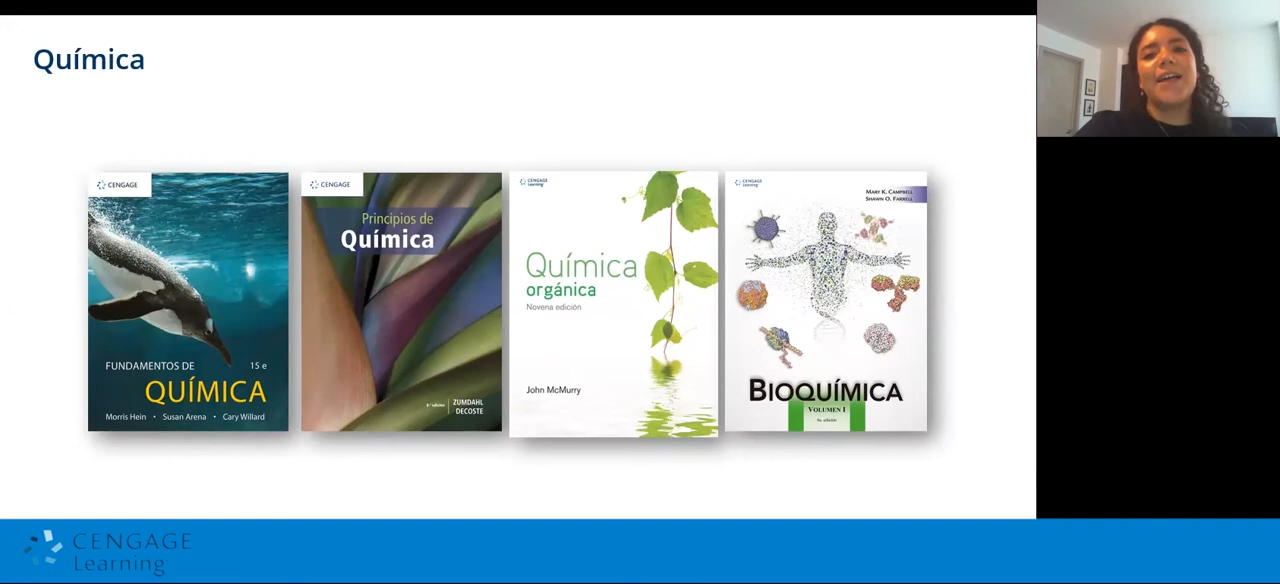 Química
CENGAGE
FUNDAMENTOS DE 15 e
QUÍMICA
Morris Hein • Susan Arena • Cary Willard
CENGAGE
Principios de
Química
ZUMDAHL
DECOSTE
CENGAGE
Learning
Química
orgánica
Novena edición
John McMurry
CENGAGE
Learning
MARY K. CAMPBELL
SHAWN O. FARRELL
BIOQUÍMICA
VOLUMEN I
CENGAGE
Learning